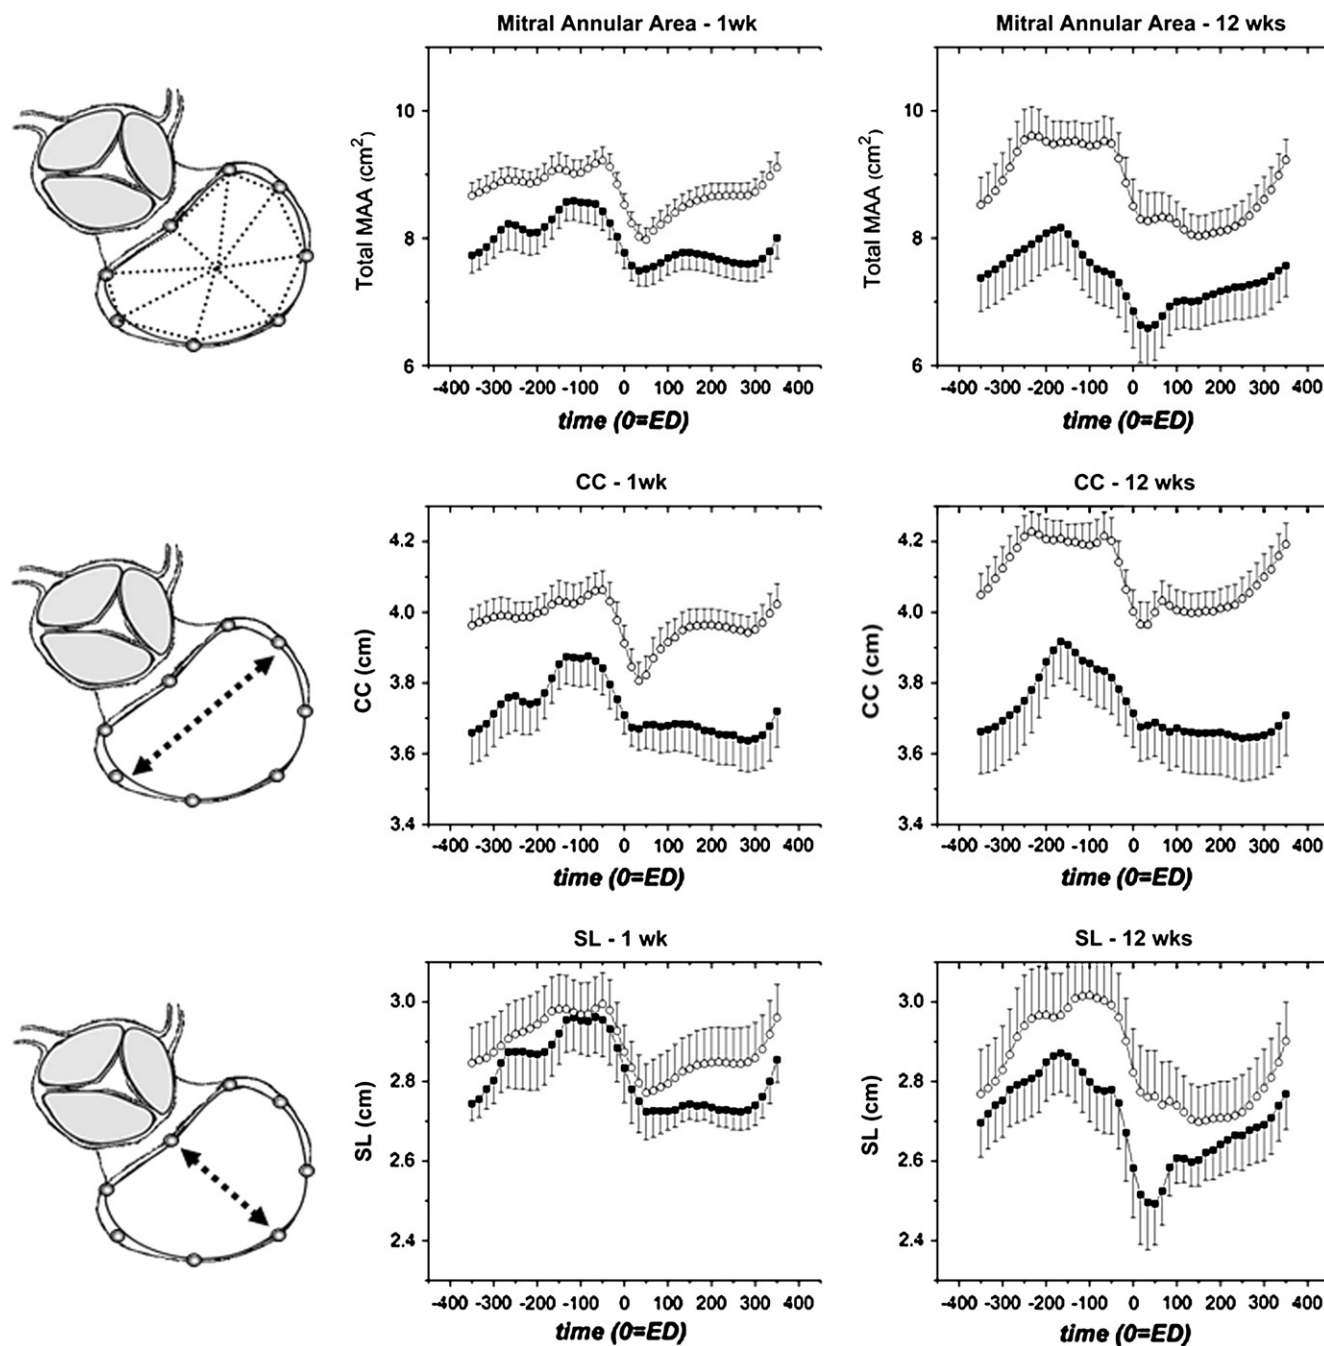 Mitral Annular Area - 1wk
Total MAA (cm²)
10
8
6
-400 -300 -200 -100 0 100 200 300 400
time (0=ED)
Mitral Annular Area - 12 wks
Total MAA (cm²)
10
8
6
-400 -300 -200 -100 0 100 200 300 400
time (0=ED)
CC - 1wk
CC (cm)
4.2
4.0
3.8
3.6
3.4
-400 -300 -200 -100 0 100 200 300 400
time (0=ED)
CC - 12 wks
CC (cm)
4.2
4.0
3.8
3.6
3.4
-400 -300 -200 -100 0 100 200 300 400
time (0=ED)
SL - 1 wk
SL (cm)
3.0
2.8
2.6
2.4
-400 -300 -200 -100 0 100 200 300 400
time (0=ED)
SL - 12 wks
SL (cm)
3.0
2.8
2.6
2.4
-400 -300 -200 -100 0 100 200 300 400
time (0=ED)